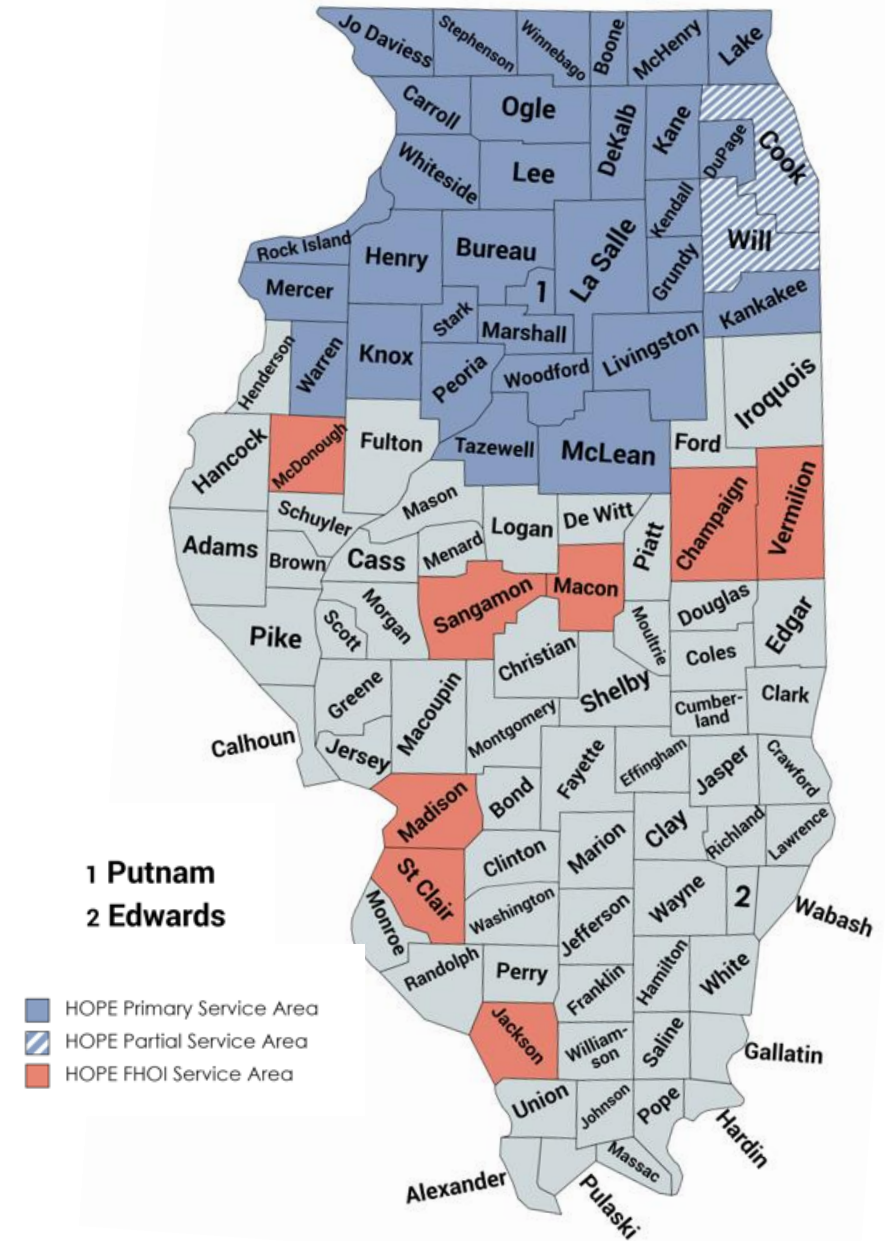 Jo Daviess
Stephenson
Winnebago
Boone
McHenry
Lake
Carroll
Ogle
DeKalb
Kane
DuPage
Cook
Whiteside
Lee
Kendall
Will
Rock Island
Henry
Bureau
La Salle
Grundy
Mercer
1
Kankakee
Stark
Marshall
Livingston
Henderson
Warren
Knox
Peoria
Woodford
Iroquois
Hancock
McDonough
Fulton
Tazewell
McLean
Ford
Schuyler
Mason
Logan
De Witt
Piatt
Champaign
Vermilion
Adams
Brown
Cass
Menard
Sangamon
Macon
Douglas
Edgar
Pike
Scott
Morgan
Christian
Moultrie
Coles
Shelby
Greene
Macoupin
Montgomery
Cumber-
land
Clark
Calhoun
Jersey
Fayette
Effingham
Jasper
Crawford
Madison
Bond
Clay
Richland
Lawrence
Marion
Clinton
St Clair
Monroe
Washington
Jefferson
Wayne
2
Wabash
1 Putnam
2 Edwards
Randolph
Perry
Franklin
Hamilton
White
Jackson
William-
son
Saline
Gallatin
HOPE Primary Service Area
HOPE Partial Service Area
HOPE FHOI Service Area
Union
Johnson
Pope
Hardin
Alexander
Pulaski
Massac